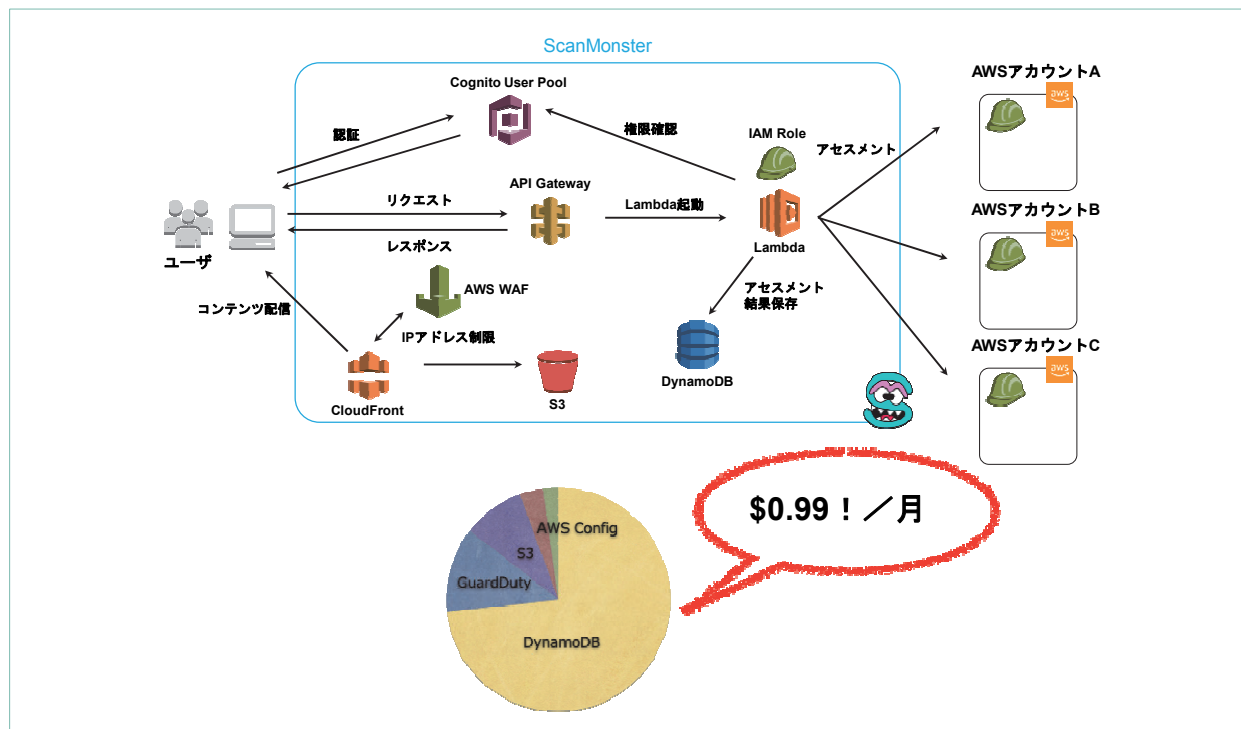 ScanMonster
Cognito User Pool
認証
権限確認
IAM Role
アセスメント
AWSアカウントA
aws
API Gateway
リクエスト
Lambda起動
レスポンス
Lambda
ユーザ
AWSアカウントB
aws
コンテンツ配信
AWS WAF
IPアドレス制限
アセスメント
結果保存
DynamoDB
CloudFront
S3
AWSアカウントC
aws
$0.99！／月
AWS Config
S3
GuardDuty
DynamoDB